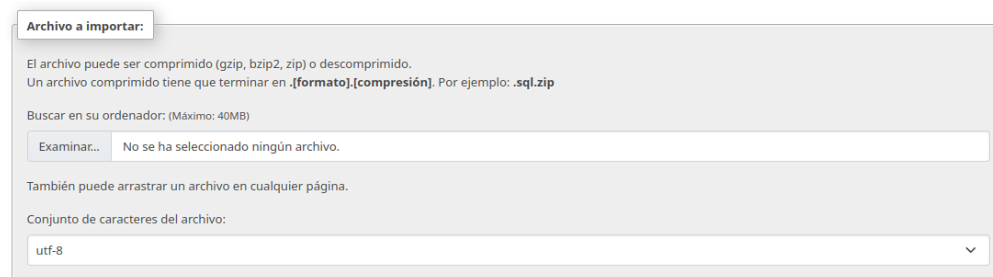 Archivo a importar:
El archivo puede ser comprimido (gzip, bzip2, zip) o descomprimido.
Un archivo comprimido tiene que terminar en .[formato].[compresión]. Por ejemplo: .sql.zip
Buscar en su ordenador: (Máximo: 40MB)
Examinar... No se ha seleccionado ningún archivo.
También puede arrastrar un archivo en cualquier página.
Conjunto de caracteres del archivo:
utf-8